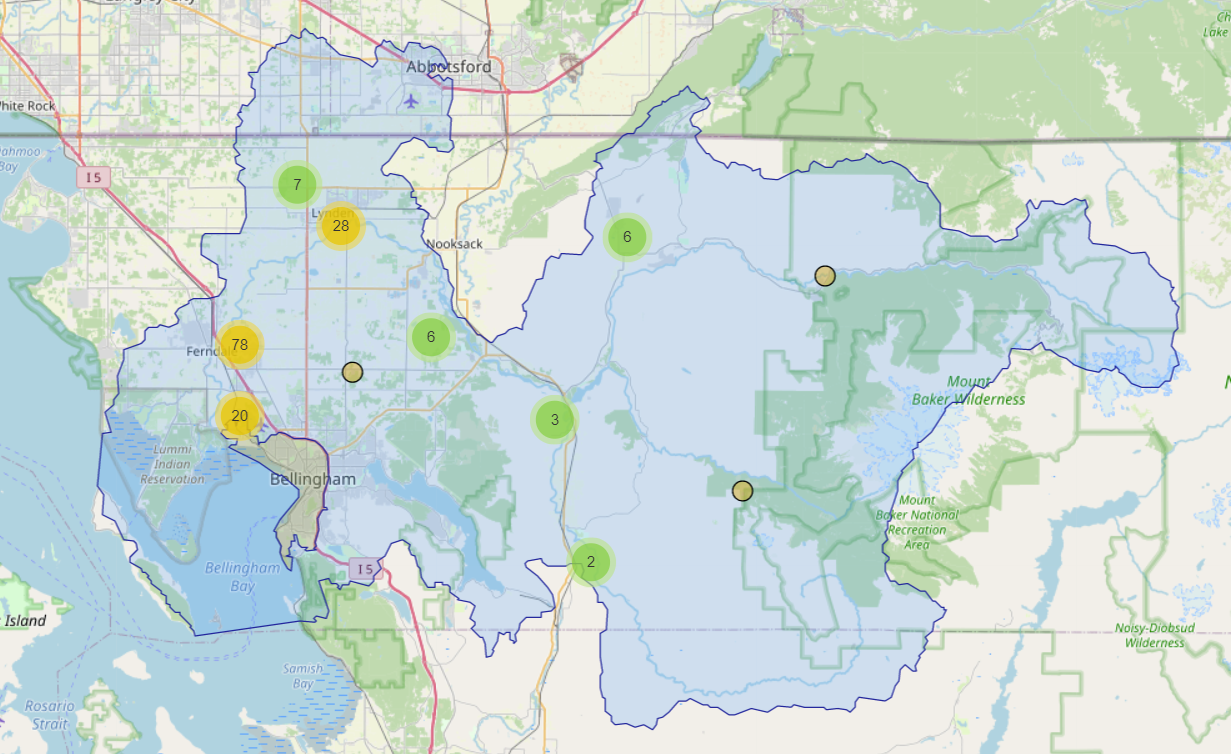 Langley City
Abbotsford
White Rock
Bay
I 5
7
Lynden
28
Nooksack
6
78
Ferndale
6
20
3
Lummi
Indian
Reservation
Bellingham
Mount
Baker Wilderness
Mount
Baker National
Recreation
Area
2
I 5
Bellingham
Bay
Island
Samish
Bay
Rosario
Strait
Noisy-Diobsud
Wilderness
Lake